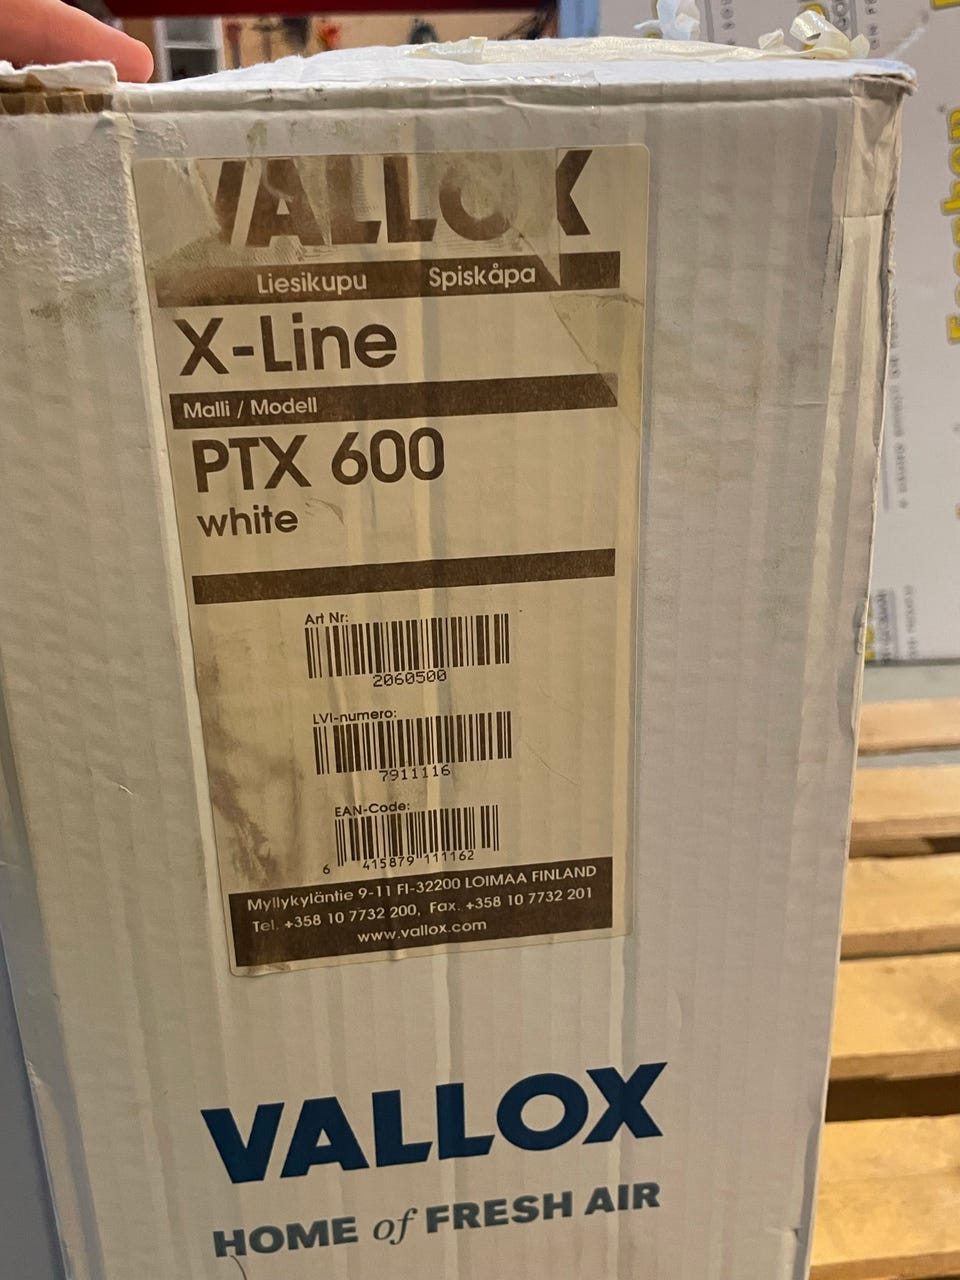 VALLOX
Liesikupu Spiskåpa
X-Line
Malli / Modell
PTX 600
white
Art Nr:
2060500
LVI-numero:
7911116
EAN-Code:
6 415879 111162
Myllykyläntie 9-11 FI-32200 LOIMAA FINLAND
Tel. +358 10 7732 200, Fax. +358 10 7732 201
www.vallox.com
VALLOX
HOME of FRESH AIR